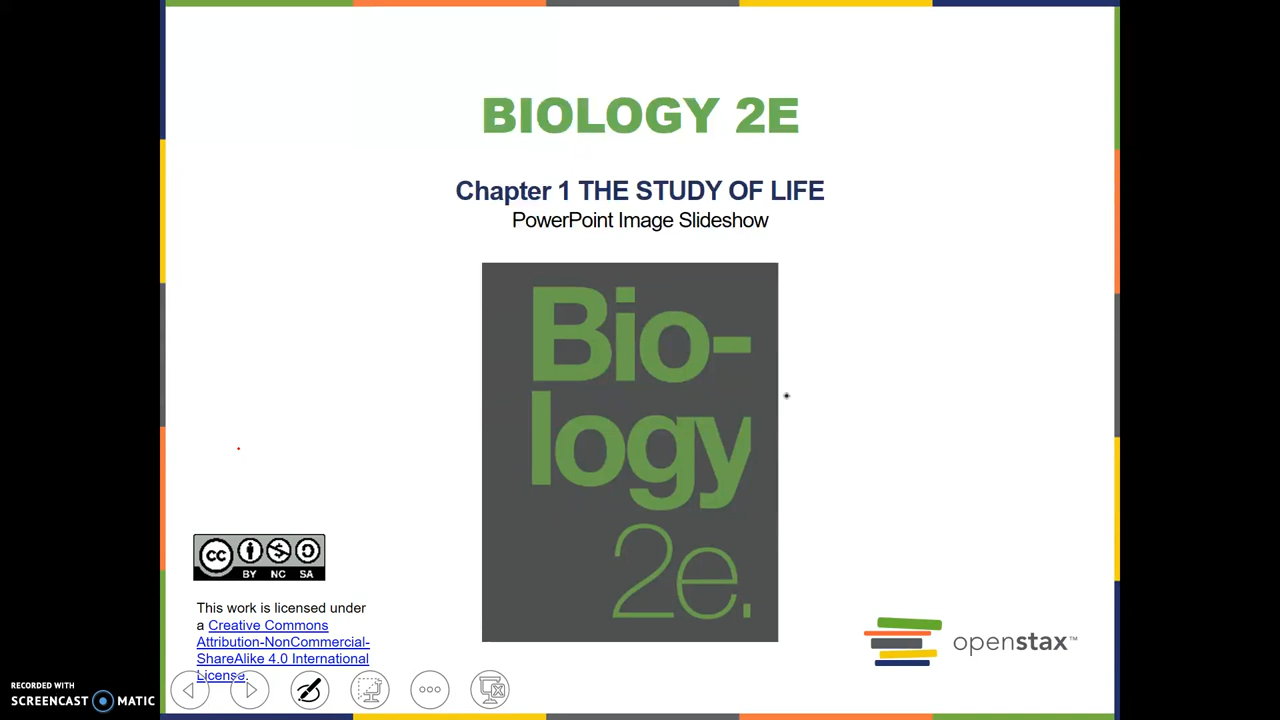 BIOLOGY 2E
Chapter 1 THE STUDY OF LIFE
PowerPoint Image Slideshow
Bio-
logy
2e.
CC
BY NC SA
This work is licensed under
a Creative Commons
Attribution-NonCommercial-
ShareAlike 4.0 International
License.
openstax™
RECORDED WITH
SCREENCAST MATIC